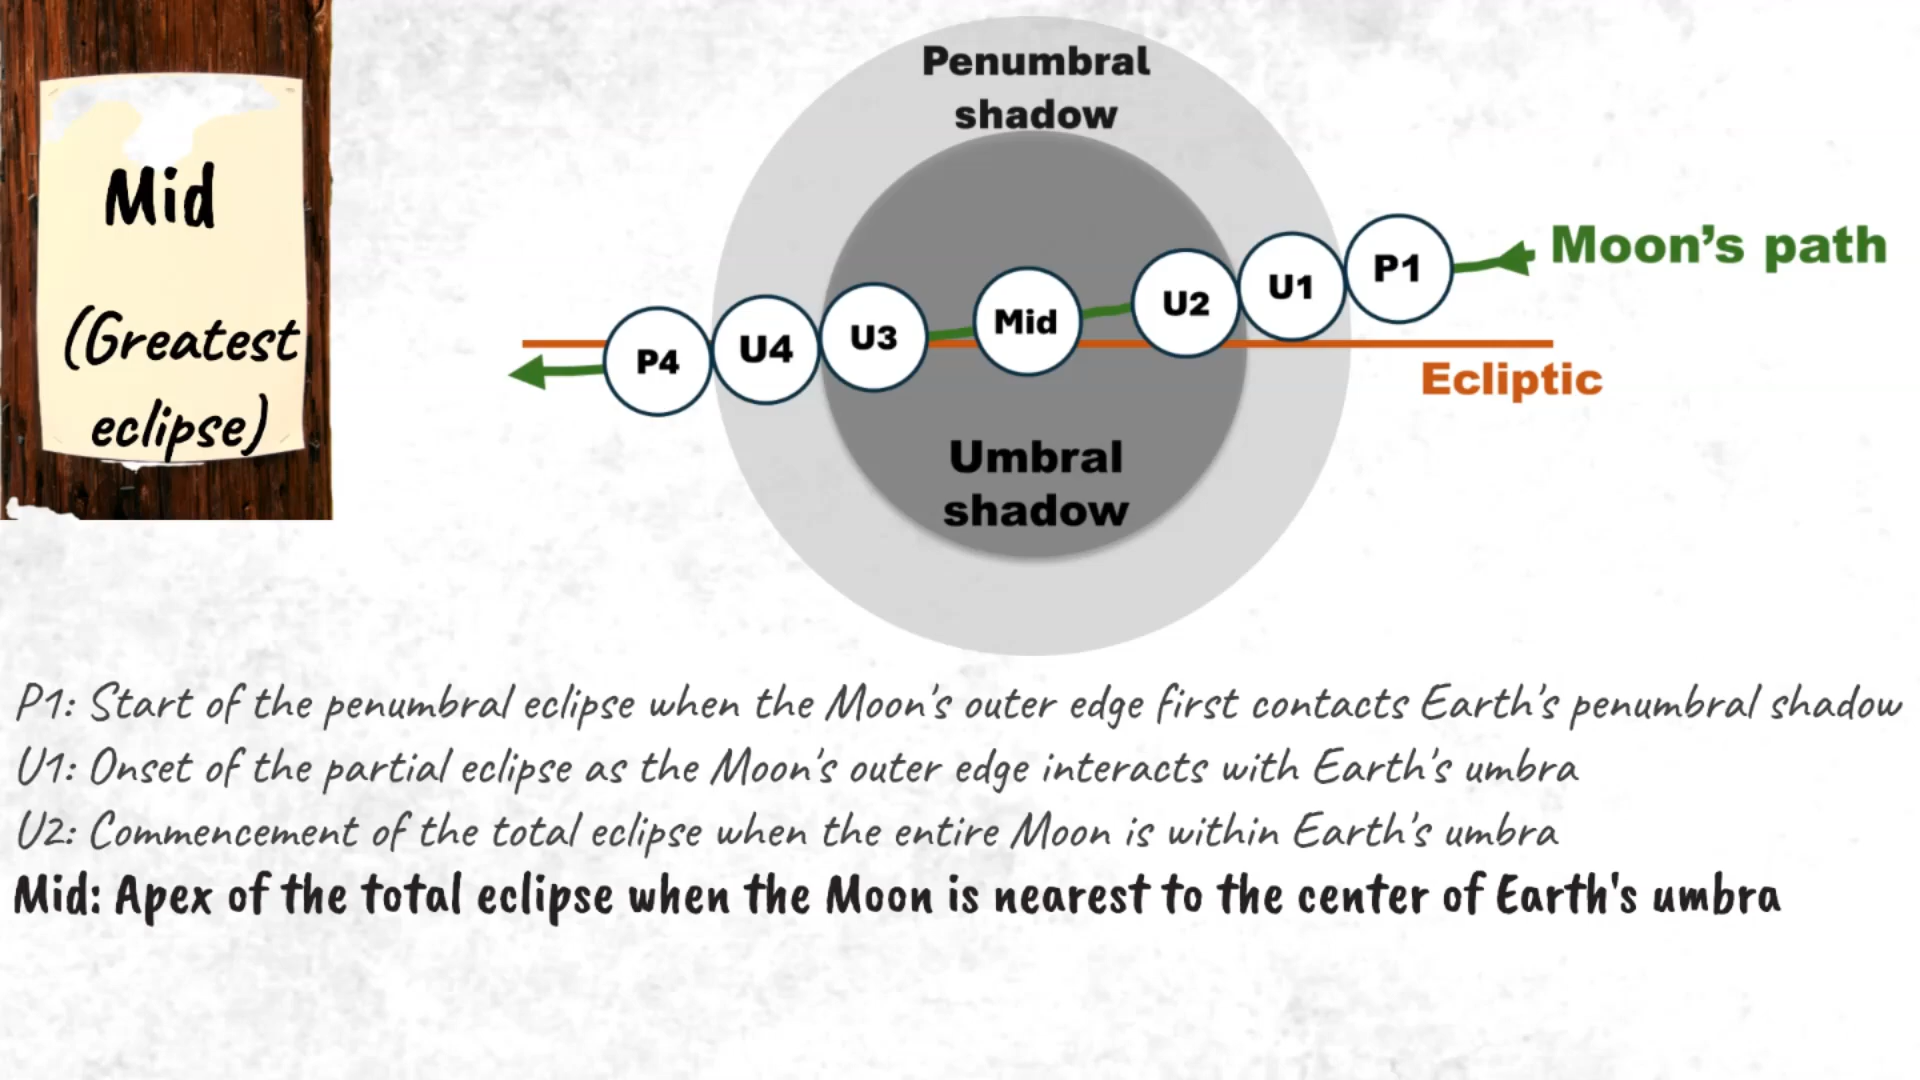 Mid
(Greatest
eclipse)
Penumbral
shadow
Moon's path
P1
U1
U2
Mid
U3
U4
P4
Ecliptic
Umbral
shadow
P1: Start of the penumbral eclipse when the Moon's outer edge first contacts Earth's penumbral shadow
U1: Onset of the partial eclipse as the Moon's outer edge interacts with Earth's umbra
U2: Commencement of the total eclipse when the entire Moon is within Earth's umbra
Mid: Apex of the total eclipse when the Moon is nearest to the center of Earth's umbra